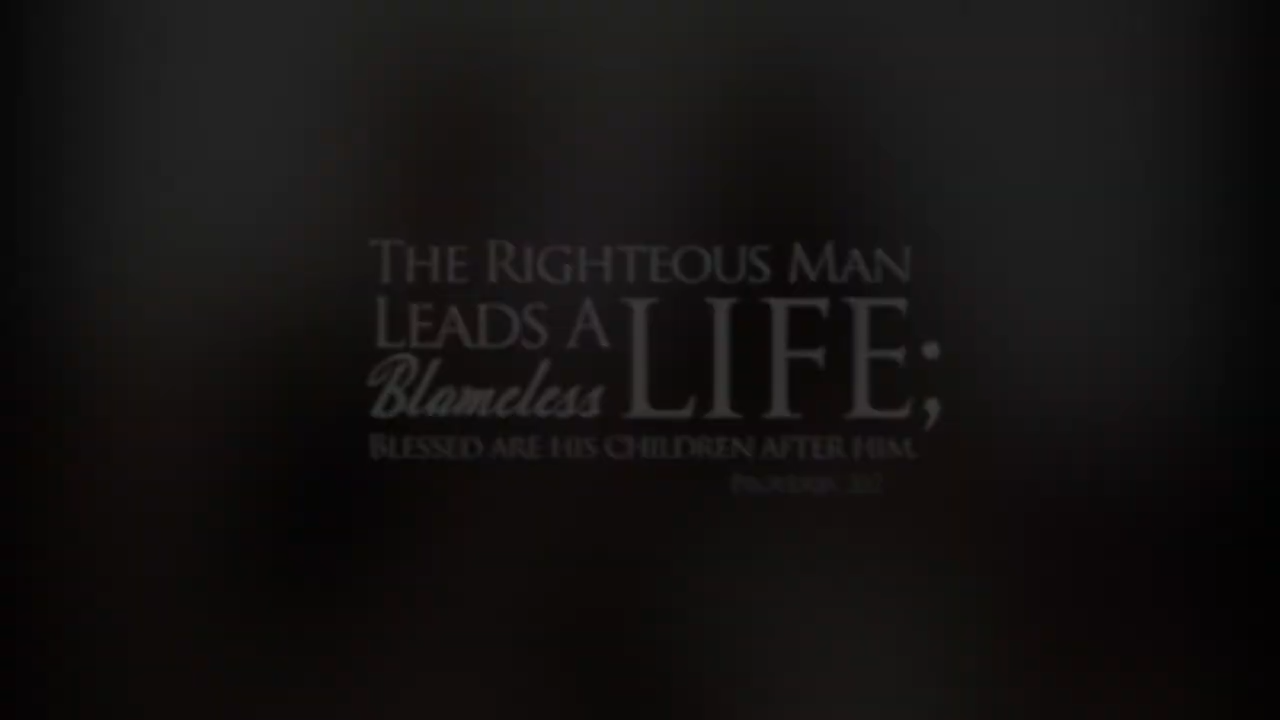 The Righteous Man
Leads A
Blameless
LIFE;
Blessed are his Children after him.